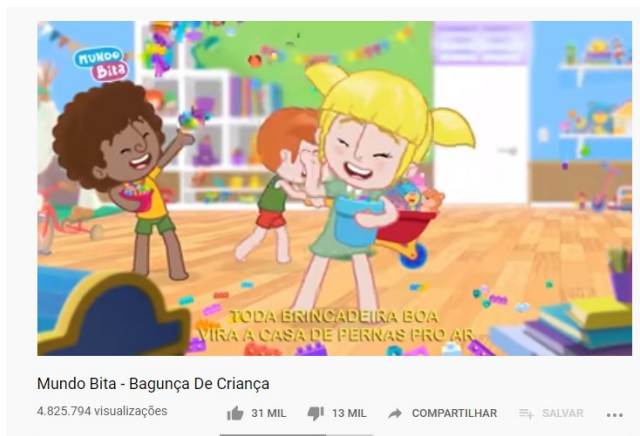 MUNDO
Bita
TODA BRINCADEIRA BOA
VIRA A CASA DE PERNAS PRO AR
Mundo Bita - Bagunça De Criança
4.825.794 visualizações
31 MIL
13 MIL
COMPARTILHAR
SALVAR